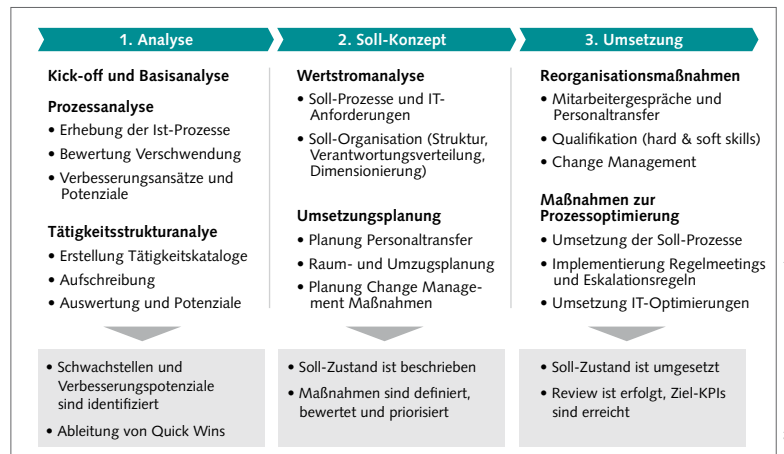 1. Analyse
Kick-off und Basisanalyse
Prozessanalyse
• Erhebung der Ist-Prozesse
• Bewertung Verschwendung
• Verbesserungsansätze und
Potenziale
Tätigkeitsstrukturanalye
• Erstellung Tätigkeitskataloge
• Aufschreibung
• Auswertung und Potenziale
• Schwachstellen und
Verbesserungspotenziale
sind identifiziert
• Ableitung von Quick Wins
2. Soll-Konzept
Wertstromanalyse
• Soll-Prozesse und IT-
Anforderungen
• Soll-Organisation (Struktur,
Verantwortungsverteilung,
Dimensionierung)
Umsetzungsplanung
• Planung Personaltransfer
• Raum- und Umzugsplanung
• Planung Change Manage-
ment Maßnahmen
• Soll-Zustand ist beschrieben
• Maßnahmen sind definiert,
bewertet und priorisiert
3. Umsetzung
Reorganisationsmaßnahmen
• Mitarbeitergespräche und
Personaltransfer
• Qualifikation (hard & soft skills)
• Change Management
Maßnahmen zur
Prozessoptimierung
• Umsetzung der Soll-Prozesse
• Implementierung Regelmeetings
und Eskalationsregeln
• Umsetzung IT-Optimierungen
• Soll-Zustand ist umgesetzt
• Review ist erfolgt, Ziel-KPIs
sind erreicht